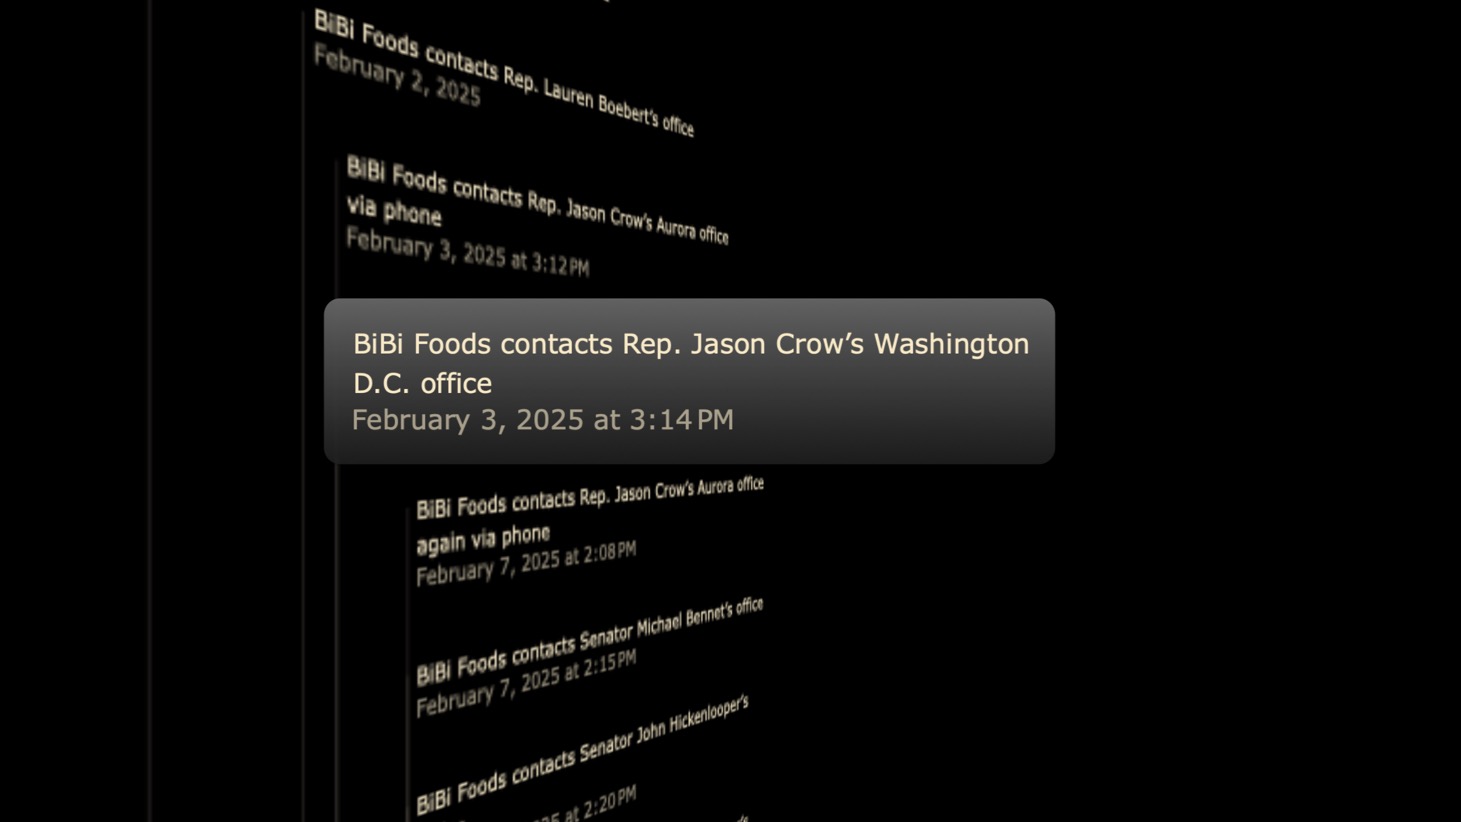 BiBi Foods contacts Rep. Lauren Boebert's office
February 2, 2025
BiBi Foods contacts Rep. Jason Crow's Aurora office
via phone
February 3, 2025 at 3:12 PM
BiBi Foods contacts Rep. Jason Crow's Washington
D.C. office
February 3, 2025 at 3:14 PM
BiBi Foods contacts Rep. Jason Crow's Aurora office
again via phone
February 7, 2025 at 2:08 PM
BiBi Foods contacts Senator Michael Bennet's office
February 7, 2025 at 2:15 PM
BiBi Foods contacts Senator John Hickenlooper's
at 2:20 PM